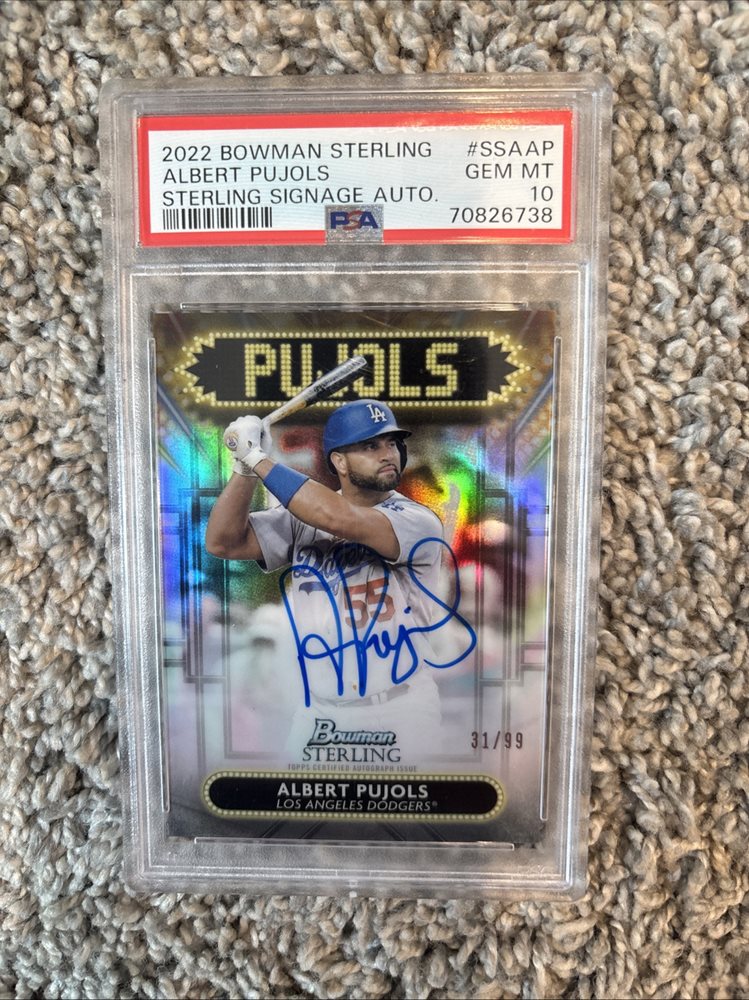 2022 BOWMAN STERLING #SSAAP
ALBERT PUJOLS GEM MT
STERLING SIGNAGE AUTO. 10
PSA 70826738
PUJOLS
LA
Dodgers
55
Bowman
STERLING
31/99
TOPPS CERTIFIED AUTOGRAPH ISSUE
ALBERT PUJOLS
LOS ANGELES DODGERS®